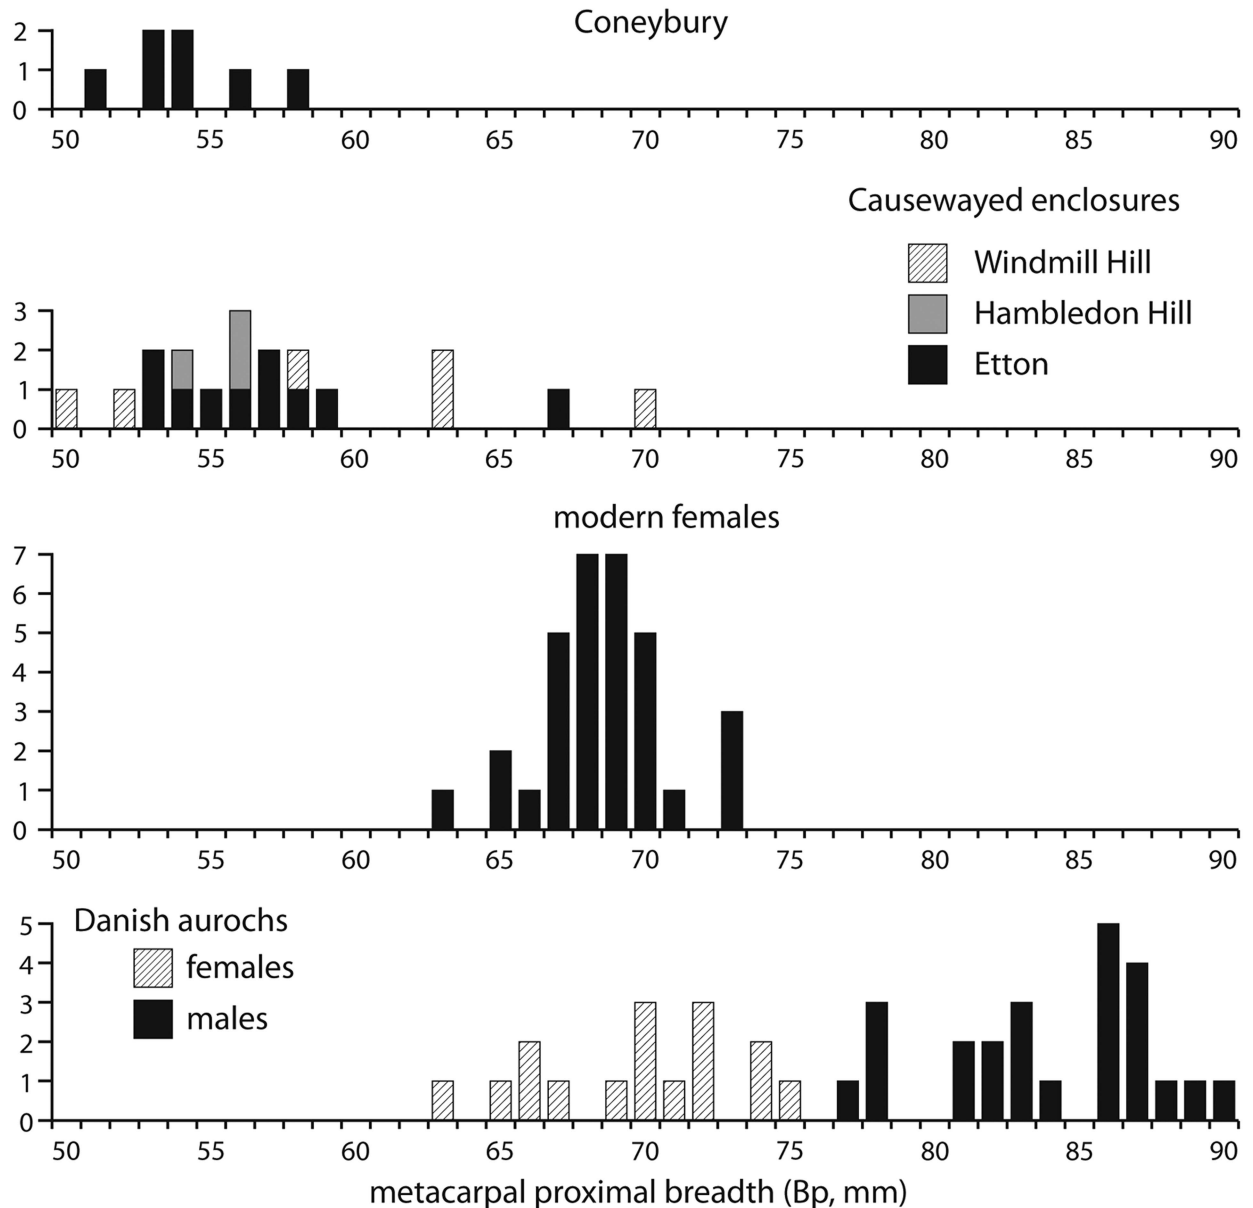 Coneybury
2
1
0
50 55 60 65 70 75 80 85 90
Causewayed enclosures
Windmill Hill
Hambledon Hill
Etton
3
2
1
0
50 55 60 65 70 75 80 85 90
modern females
7
6
5
4
3
2
1
0
50 55 60 65 70 75 80 85 90
Danish aurochs
females
males
5
4
3
2
1
0
50 55 60 65 70 75 80 85 90
metacarpal proximal breadth (Bp, mm)